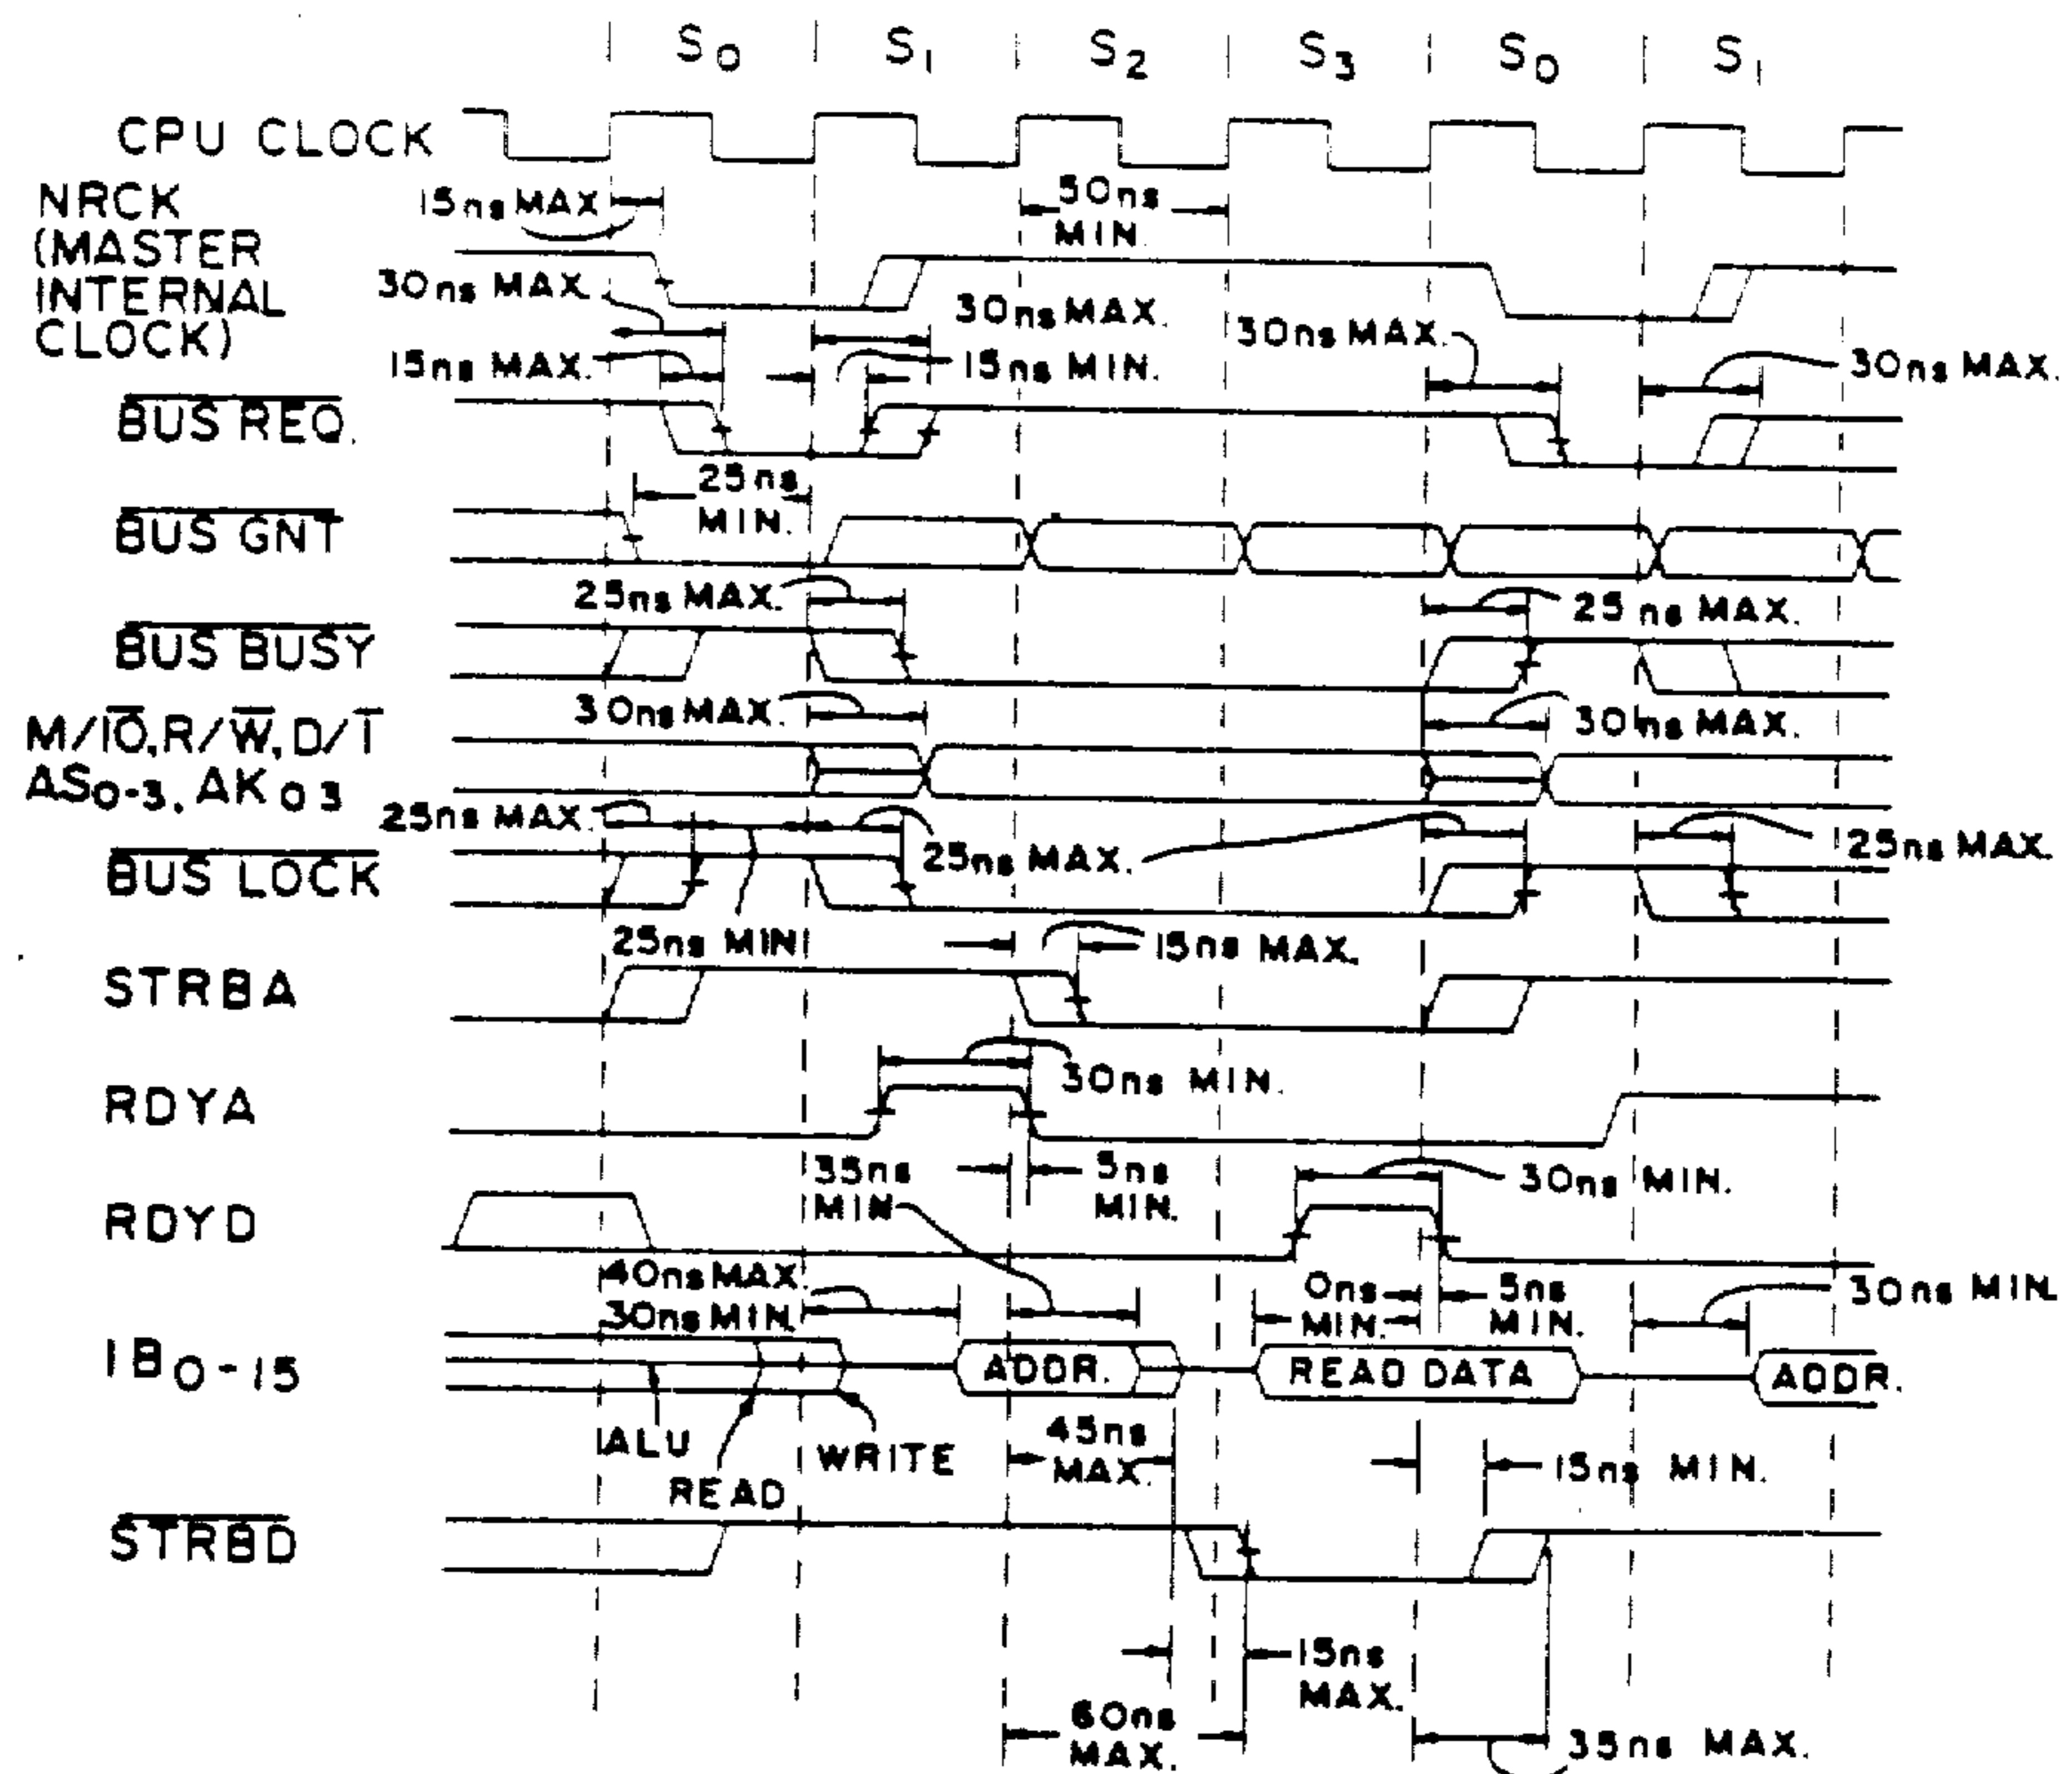 S0 S1 S2 S3 S0 S1
CPU CLOCK
NRCK
(MASTER
INTERNAL
CLOCK)
15ns MAX
50ns
MIN.
30ns MAX.
30ns MAX.
30ns MAX.
15ns MAX.
15ns MIN.
30ns MAX.
BUS REQ.
25ns
MIN.
BUS GNT
25ns MAX.
25 ns MAX.
BUS BUSY
30ns MAX.
30ns MAX.
M/IO, R/W, D/I
AS0-3, AK 0 3
25ns MAX.
25ns MAX.
25ns MAX.
BUS LOCK
25ns MIN
15ns MAX.
STRBA
30ns MIN.
RDYA
35ns
MIN
5ns
MIN.
30ns MIN.
RDYD
40ns MAX.
30ns MIN.
0ns
MIN.
5ns
MIN.
30ns MIN.
IB0-15
ADDR.
READ DATA
ADDR.
ALU
READ
WRITE
45ns
MAX.
15ns MIN.
STRBD
15ns
MAX.
60ns
MAX.
35ns MAX.